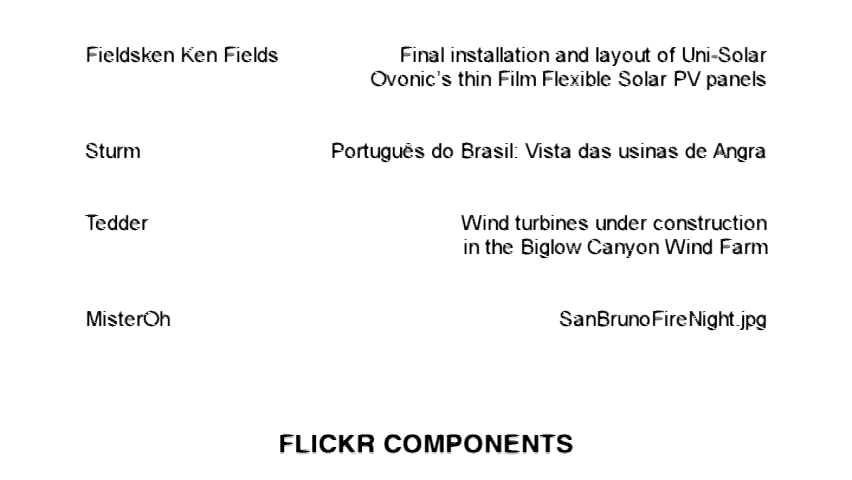 Fieldsken Ken Fields Final installation and layout of Uni-Solar
Ovonic's thin Film Flexible Solar PV panels
Sturm Português do Brasil: Vista das usinas de Angra
Tedder Wind turbines under construction
in the Biglow Canyon Wind Farm
MisterOh SanBrunoFireNight.jpg
FLICKR COMPONENTS